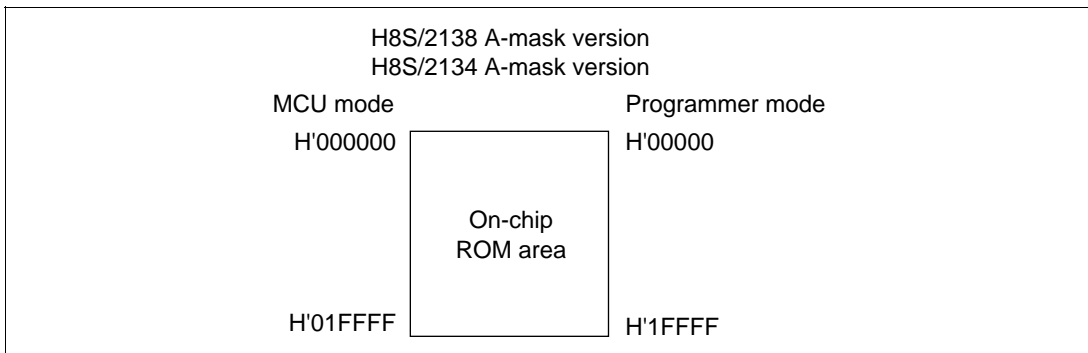 H8S/2138 A-mask version
H8S/2134 A-mask version
MCU mode Programmer mode
H'000000 H'00000
On-chip
ROM area
H'01FFFF H'1FFFF